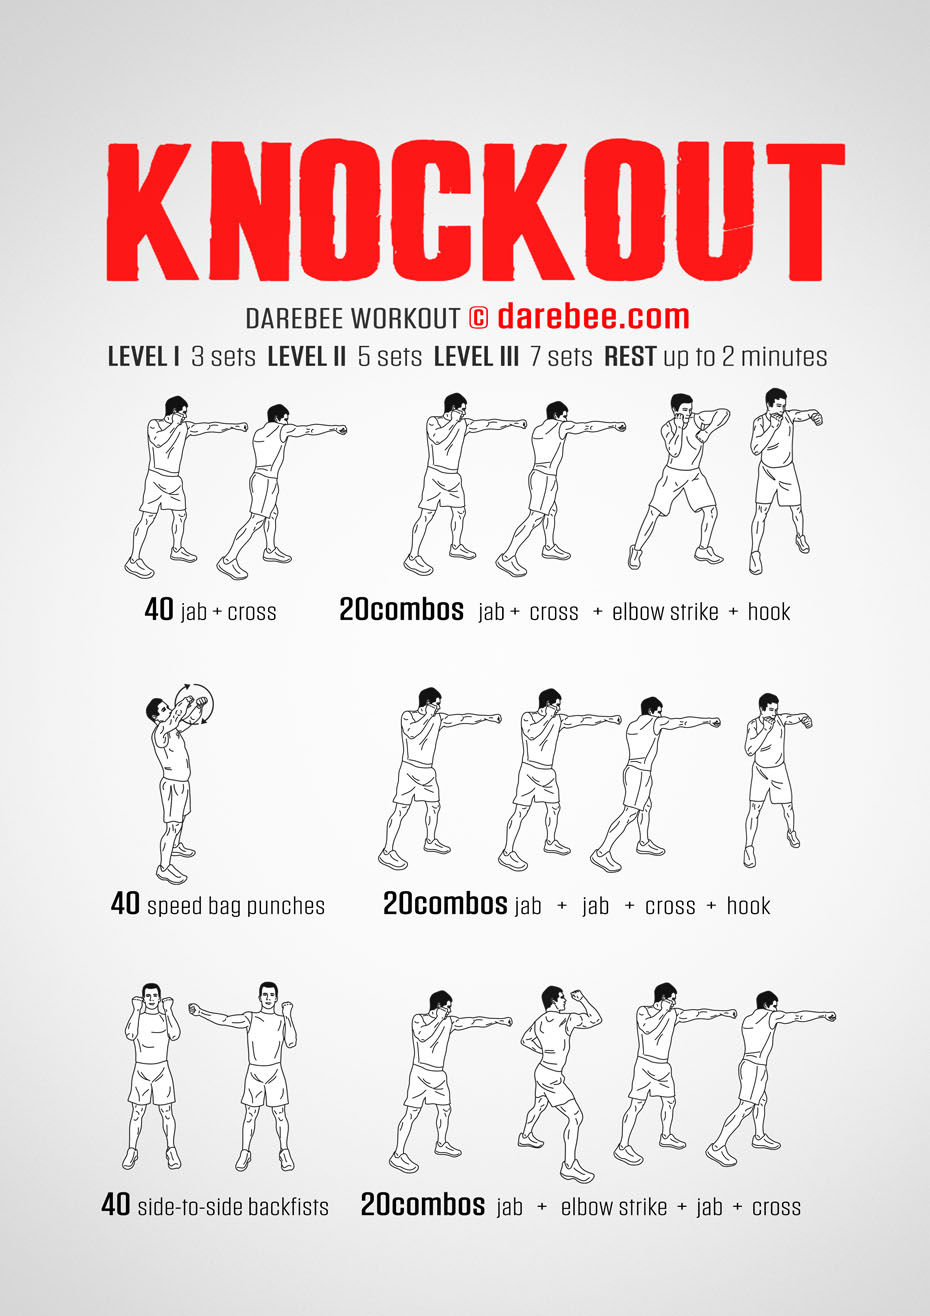 KNOCKOUT
DAREBEE WORKOUT © darebee.com
LEVEL I 3 sets LEVEL II 5 sets LEVEL III 7 sets REST up to 2 minutes
40 jab + cross
20combos jab + cross + elbow strike + hook
40 speed bag punches
20combos jab + jab + cross + hook
40 side-to-side backfists
20combos jab + elbow strike + jab + cross